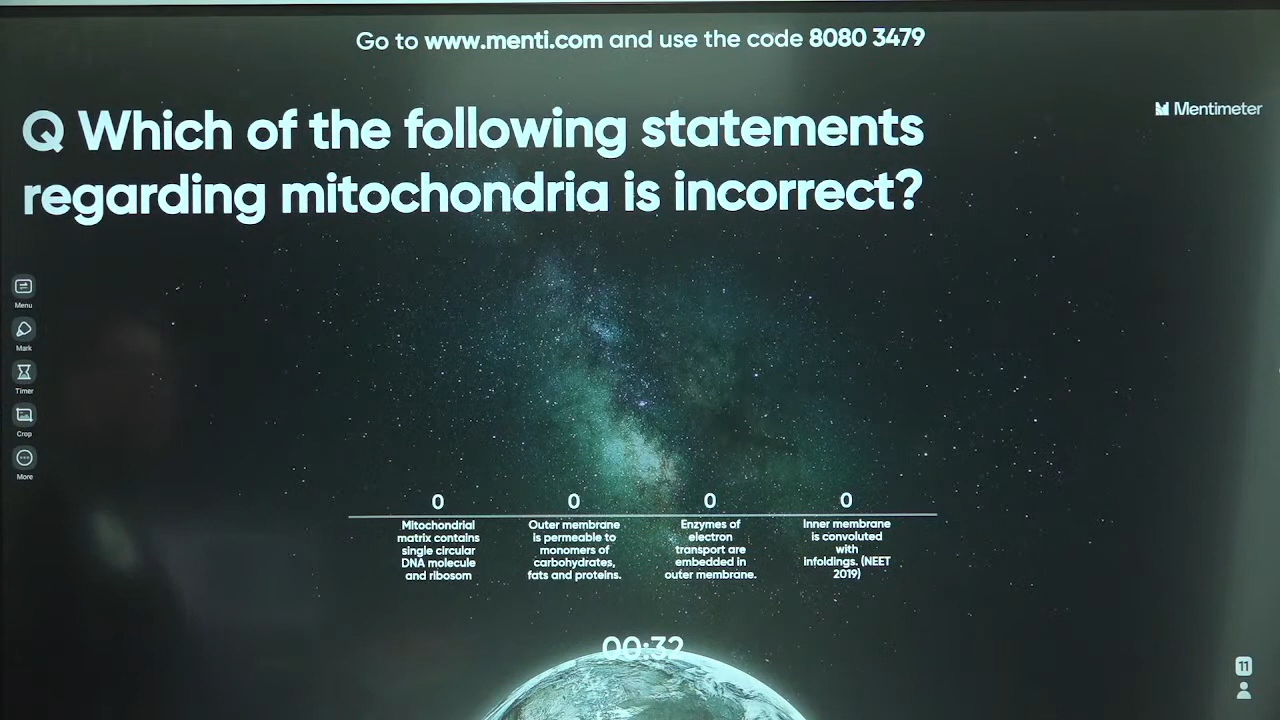 Go to www.menti.com and use the code 8080 3479
Mentimeter
Q Which of the following statements
regarding mitochondria is incorrect?
Menu
Mark
Timer
Crop
More
0
Mitochondrial
matrix contains
single circular
DNA molecule
and ribosom
0
Outer membrane
is permeable to
monomers of
carbohydrates,
fats and proteins.
0
Enzymes of
electron
transport are
embedded in
outer membrane.
0
Inner membrane
is convoluted
with
infoldings. (NEET
2019)
00:32
11